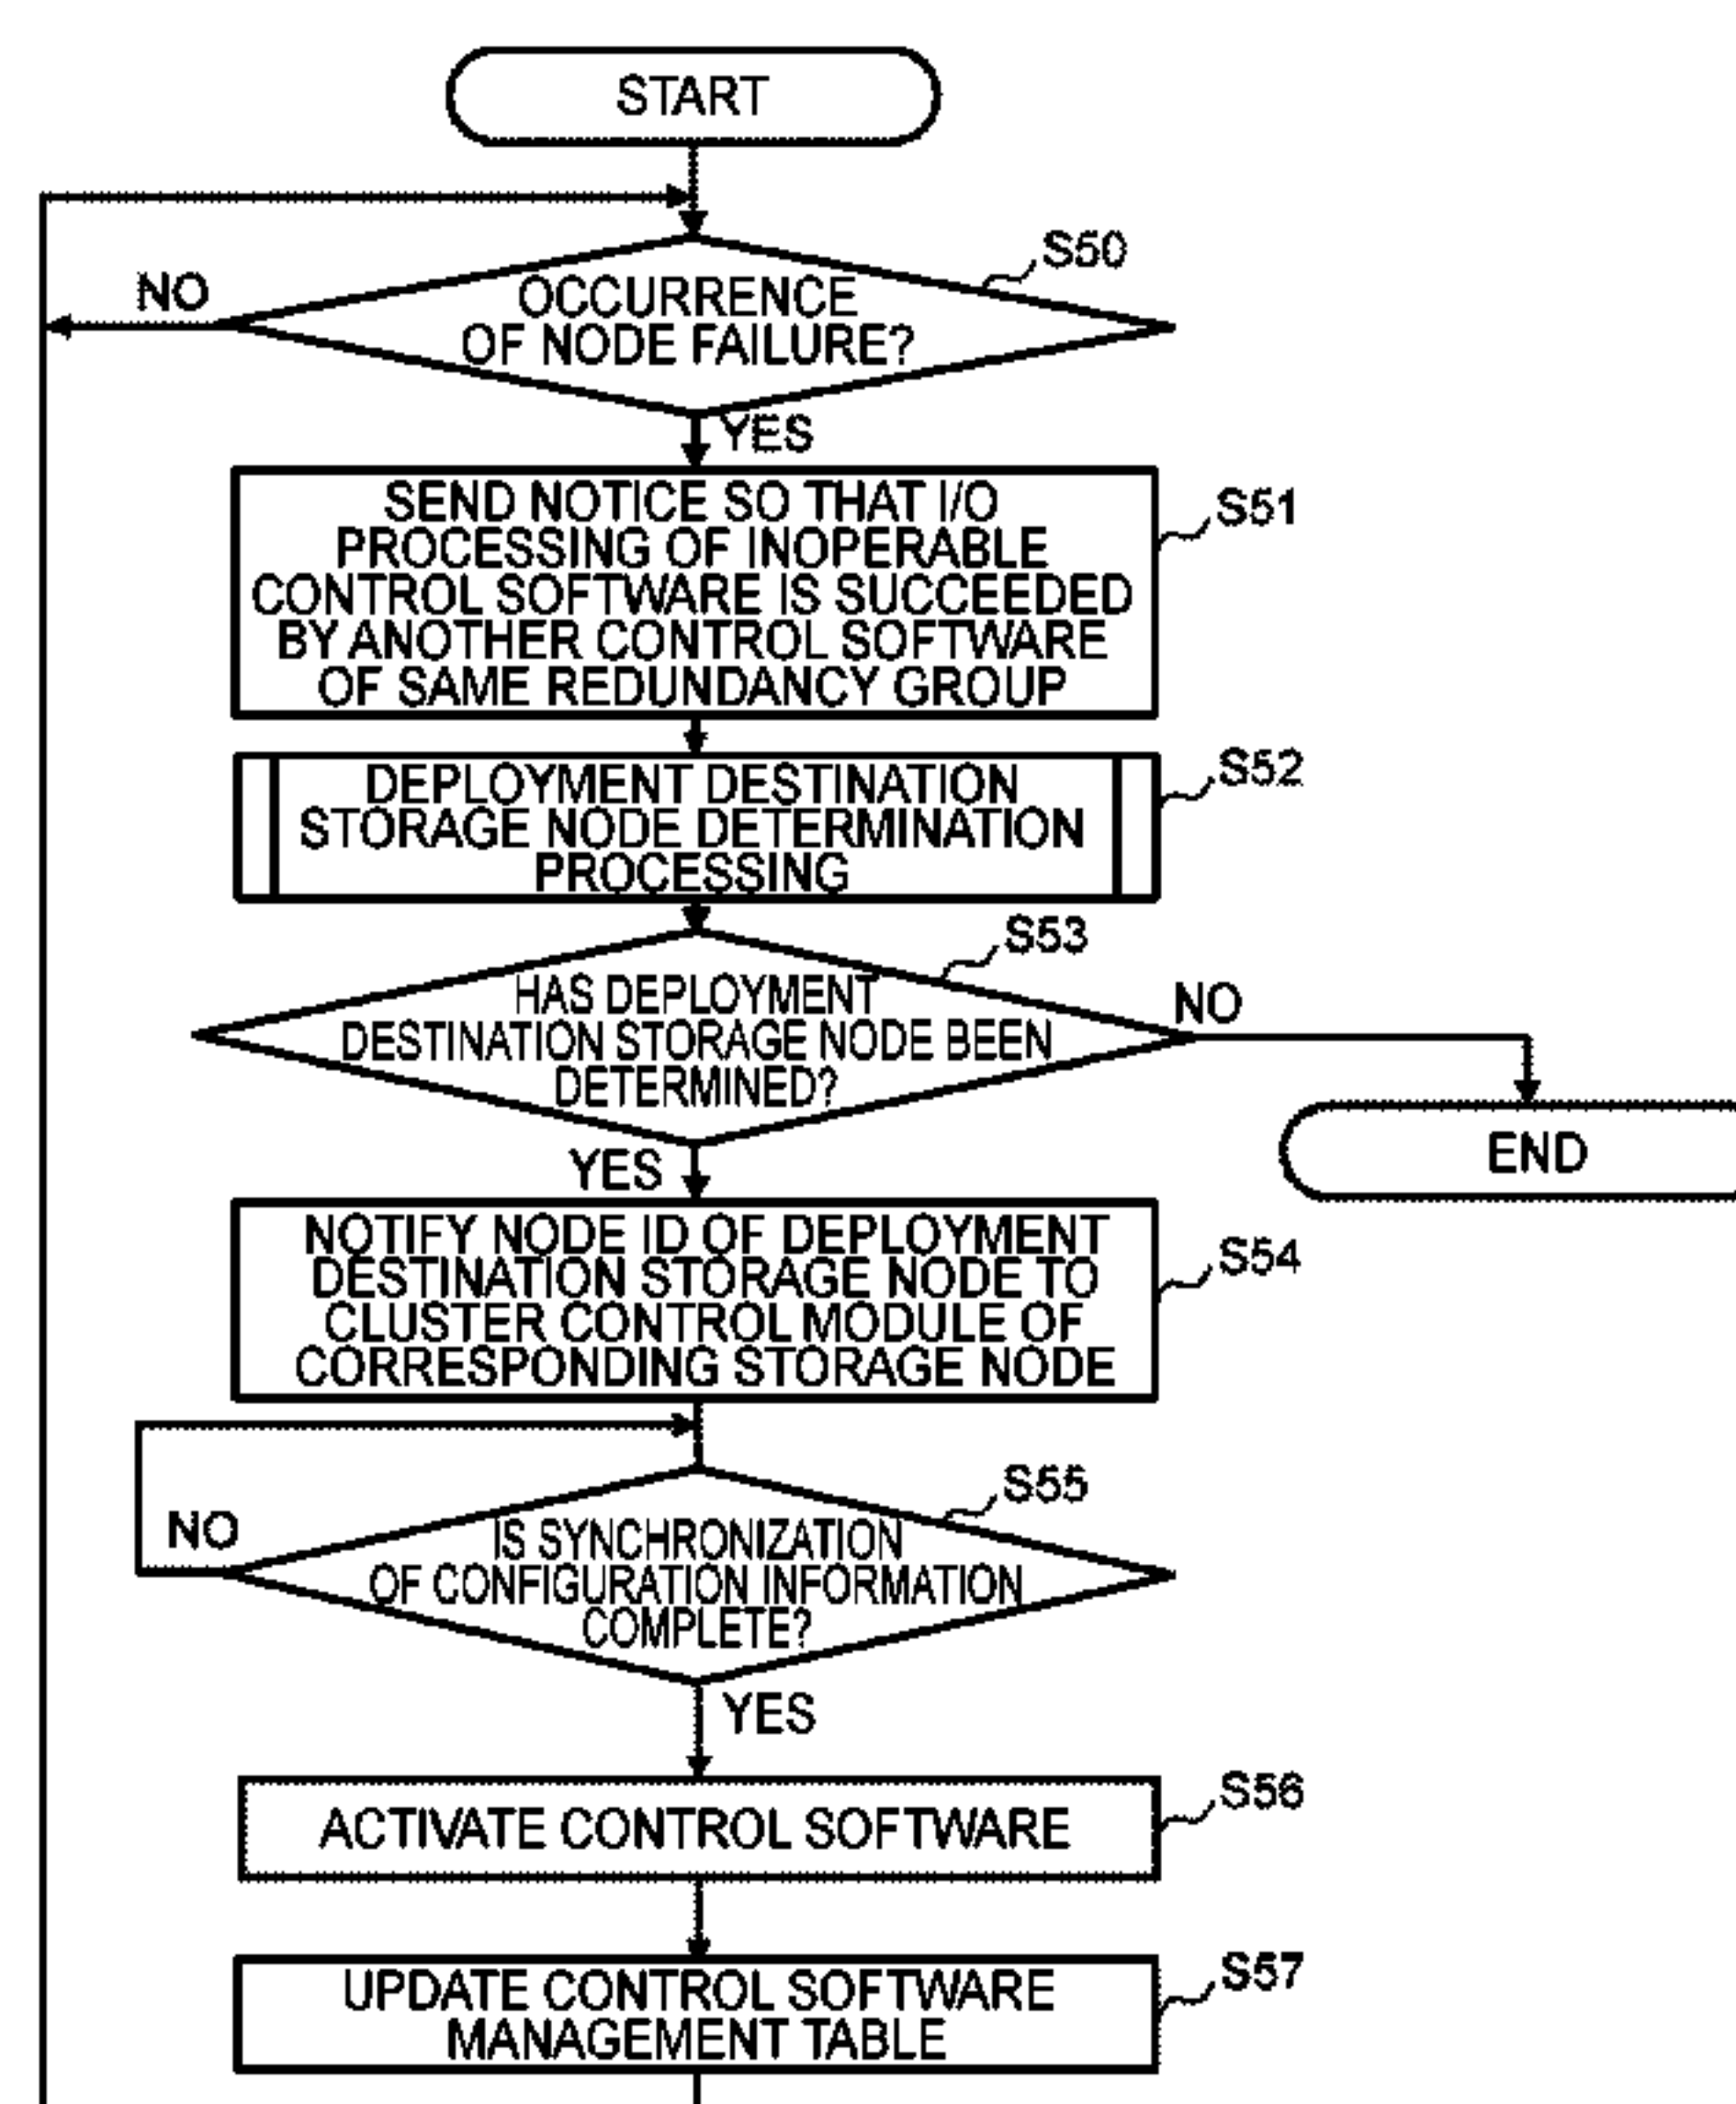 START
S50
NO
OCCURRENCE
OF NODE FAILURE?
YES
SEND NOTICE SO THAT I/O
PROCESSING OF INOPERABLE
CONTROL SOFTWARE IS SUCCEEDED
BY ANOTHER CONTROL SOFTWARE
OF SAME REDUNDANCY GROUP
S51
DEPLOYMENT DESTINATION
STORAGE NODE DETERMINATION
PROCESSING
S52
S53
HAS DEPLOYMENT
DESTINATION STORAGE NODE BEEN
DETERMINED?
NO
END
YES
NOTIFY NODE ID OF DEPLOYMENT
DESTINATION STORAGE NODE TO
CLUSTER CONTROL MODULE OF
CORRESPONDING STORAGE NODE
S54
S55
NO
IS SYNCHRONIZATION
OF CONFIGURATION INFORMATION
COMPLETE?
YES
ACTIVATE CONTROL SOFTWARE
S56
UPDATE CONTROL SOFTWARE
MANAGEMENT TABLE
S57